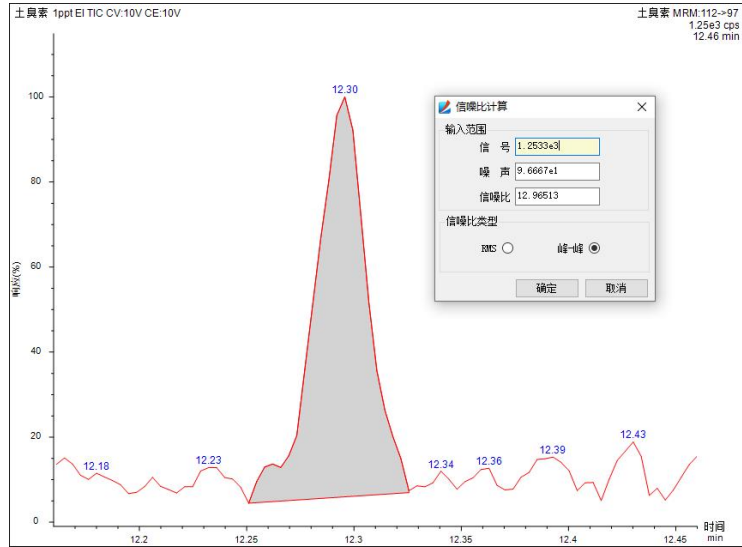 土臭素 1ppt EI TIC CV:10V CE:10V
土臭素 MRM:112->97
1.25e3 cps
12.46 min
12.30
100
80
60
40
20
0
响应(%)
12.18
12.23
12.34
12.36
12.39
12.43
12.2
12.25
12.3
12.35
12.4
12.45
时间
min
信噪比计算
输入范围
信 号 1.2533e3
噪 声 9.6667e1
信噪比 12.96513
信噪比类型
RMS 峰-峰
确定 取消